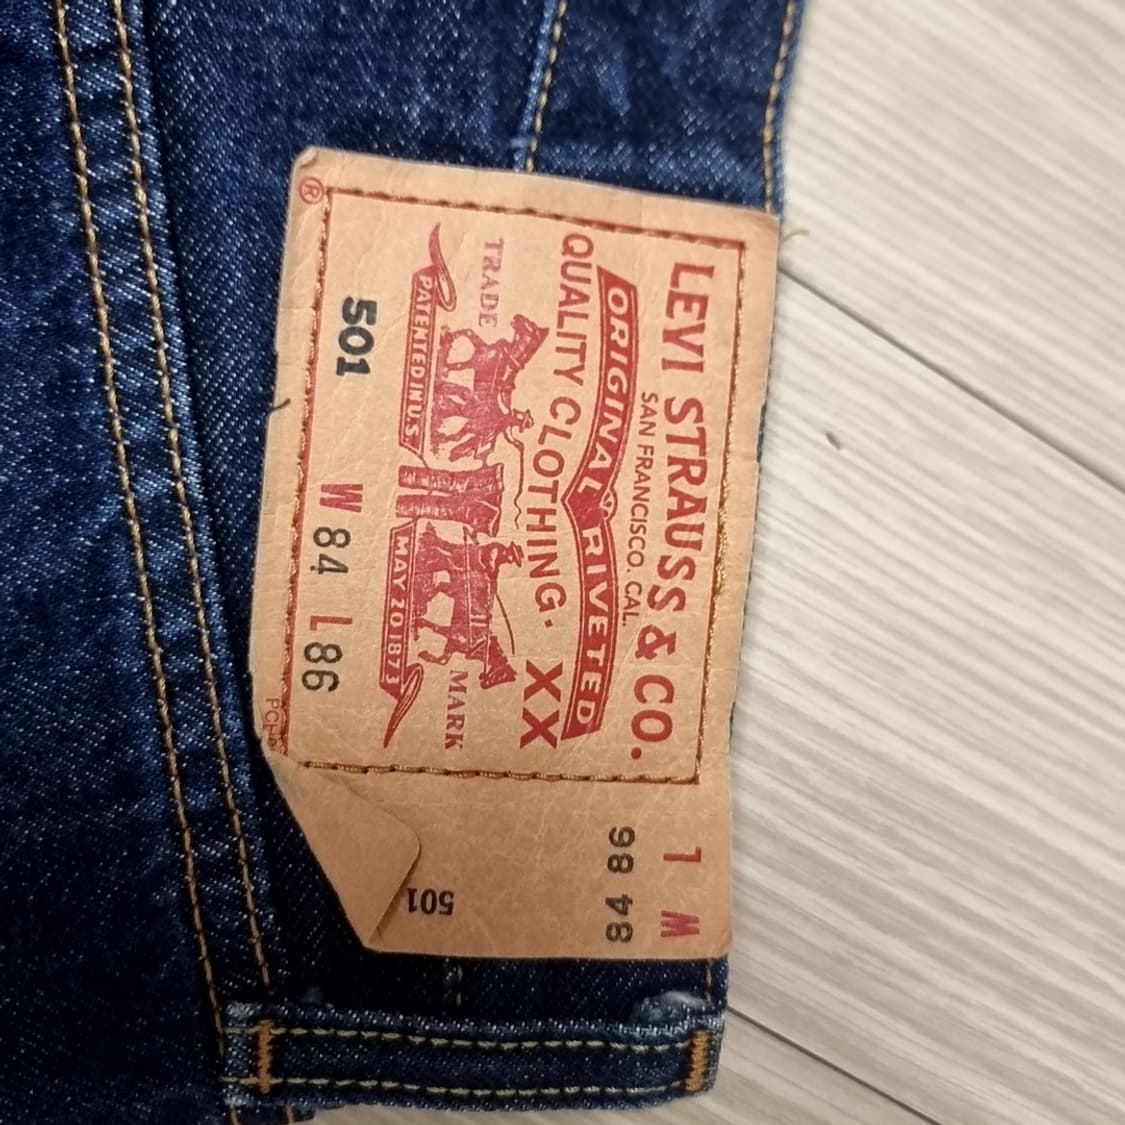 LEVI STRAUSS & CO.
SAN FRANCISCO. CAL.
ORIGINAL RIVETED
QUALITY CLOTHING. XX
TRADE MARK
PATENTED IN U.S. MAY 20 1873
501 W 84 L 86
®
L W
98 48
501